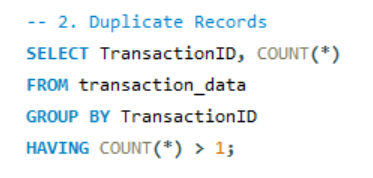 -- 2. Duplicate Records
SELECT TransactionID, COUNT(*)
FROM transaction_data
GROUP BY TransactionID
HAVING COUNT(*) > 1;